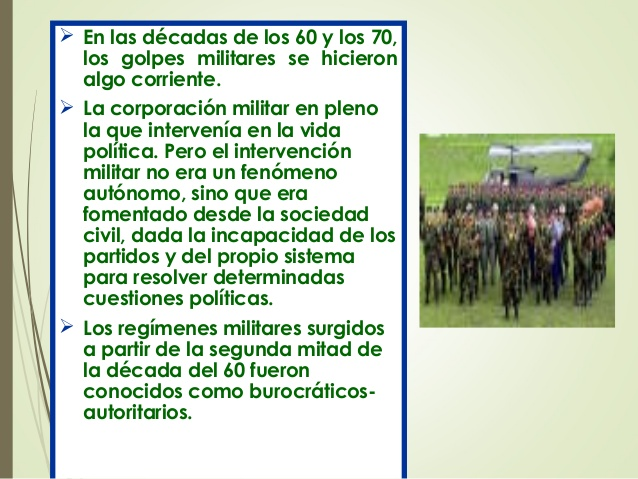 En las décadas de los 60 y los 70,
los golpes militares se hicieron
algo corriente.
La corporación militar en pleno
la que intervenía en la vida
política. Pero el intervención
militar no era un fenómeno
autónomo, sino que era
fomentado desde la sociedad
civil, dada la incapacidad de los
partidos y del propio sistema
para resolver determinadas
cuestiones políticas.
Los regímenes militares surgidos
a partir de la segunda mitad de
la década del 60 fueron
conocidos como burocráticos-
autoritarios.